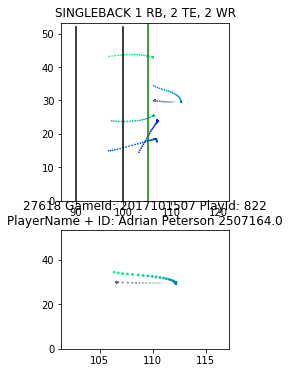 SINGLEBACK 1 RB, 2 TE, 2 WR
50
40
30
20
10
0
90 100 110 120
27618 GameId: 2017101507 PlayId: 822
PlayerName + ID: Adrian Peterson 2507164.0
40
20
0
105 110 115